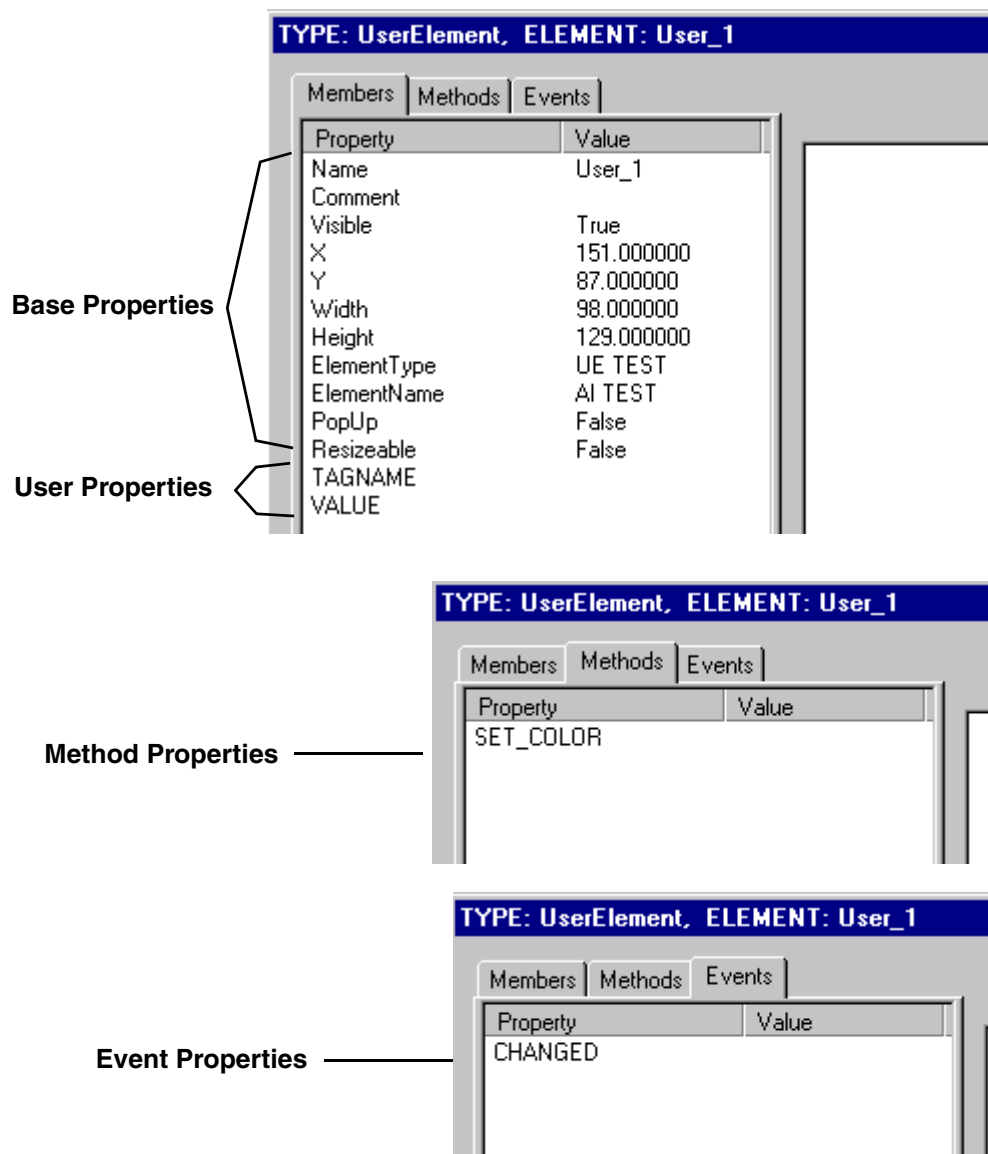 TYPE: UserElement, ELEMENT: User_1
Members Methods Events
Property Value
Name User_1
Comment
Visible True
X 151.000000
Y 87.000000
Base Properties
Width 98.000000
Height 129.000000
ElementType UE TEST
ElementName AI TEST
PopUp False
Resizeable False
User Properties
TAGNAME
VALUE
TYPE: UserElement, ELEMENT: User_1
Members Methods Events
Property Value
SET_COLOR
Method Properties
TYPE: UserElement, ELEMENT: User_1
Members Methods Events
Property Value
CHANGED
Event Properties